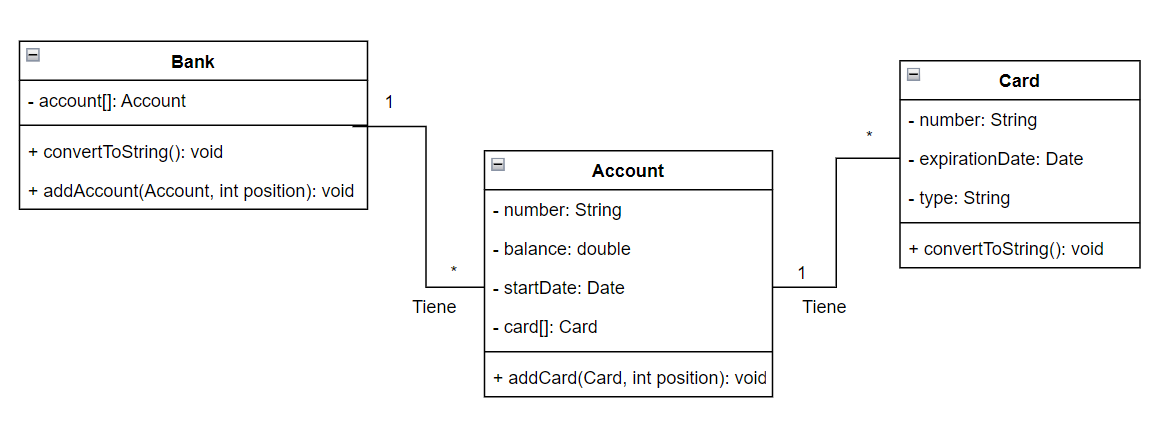 Bank
- account[]: Account
+ convertToString(): void
+ addAccount(Account, int position): void
1
*
Tiene
Account
- number: String
- balance: double
- startDate: Date
- card[]: Card
+ addCard(Card, int position): void
1
Tiene
*
Card
- number: String
- expirationDate: Date
- type: String
+ convertToString(): void